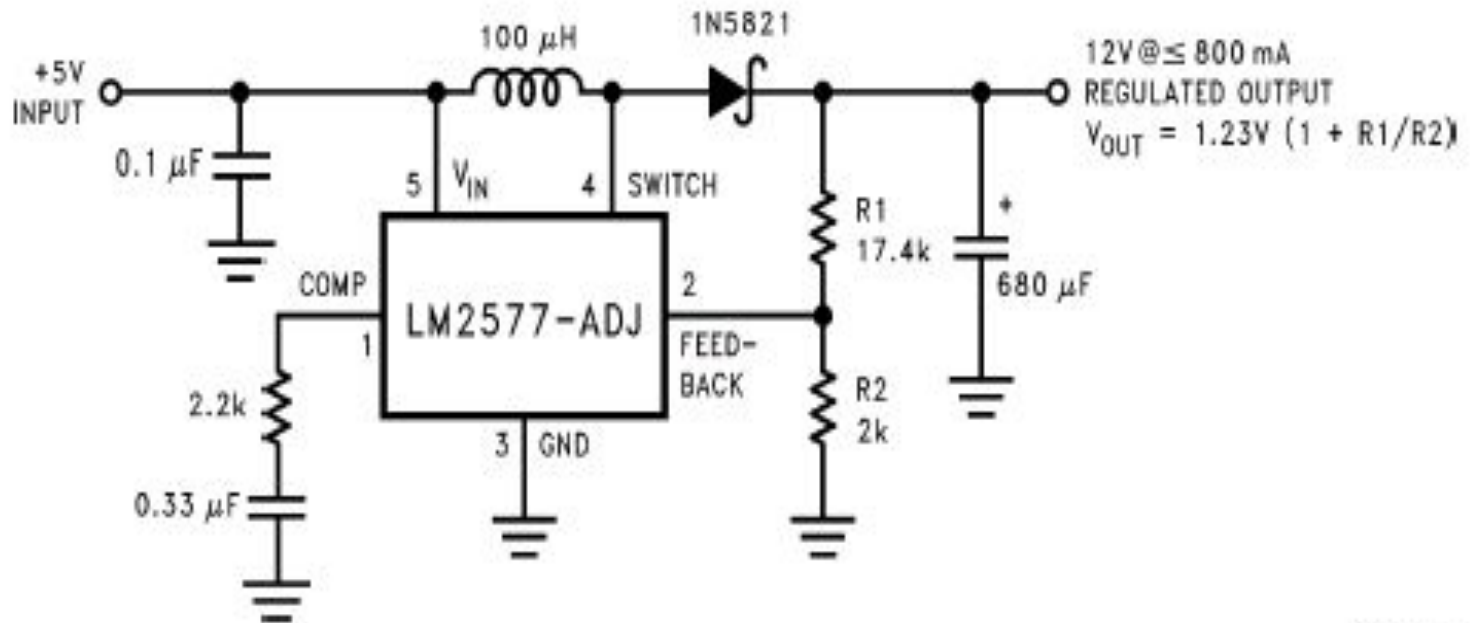 +5V
INPUT
0.1 μF
100 μH
1N5821
12V @ ≤ 800 mA
REGULATED OUTPUT
V_OUT = 1.23V (1 + R1/R2)
5
V_IN
4
SWITCH
COMP
1
LM2577-ADJ
2
FEED-
BACK
3
GND
R1
17.4k
680 μF
+
R2
2k
2.2k
0.33 μF